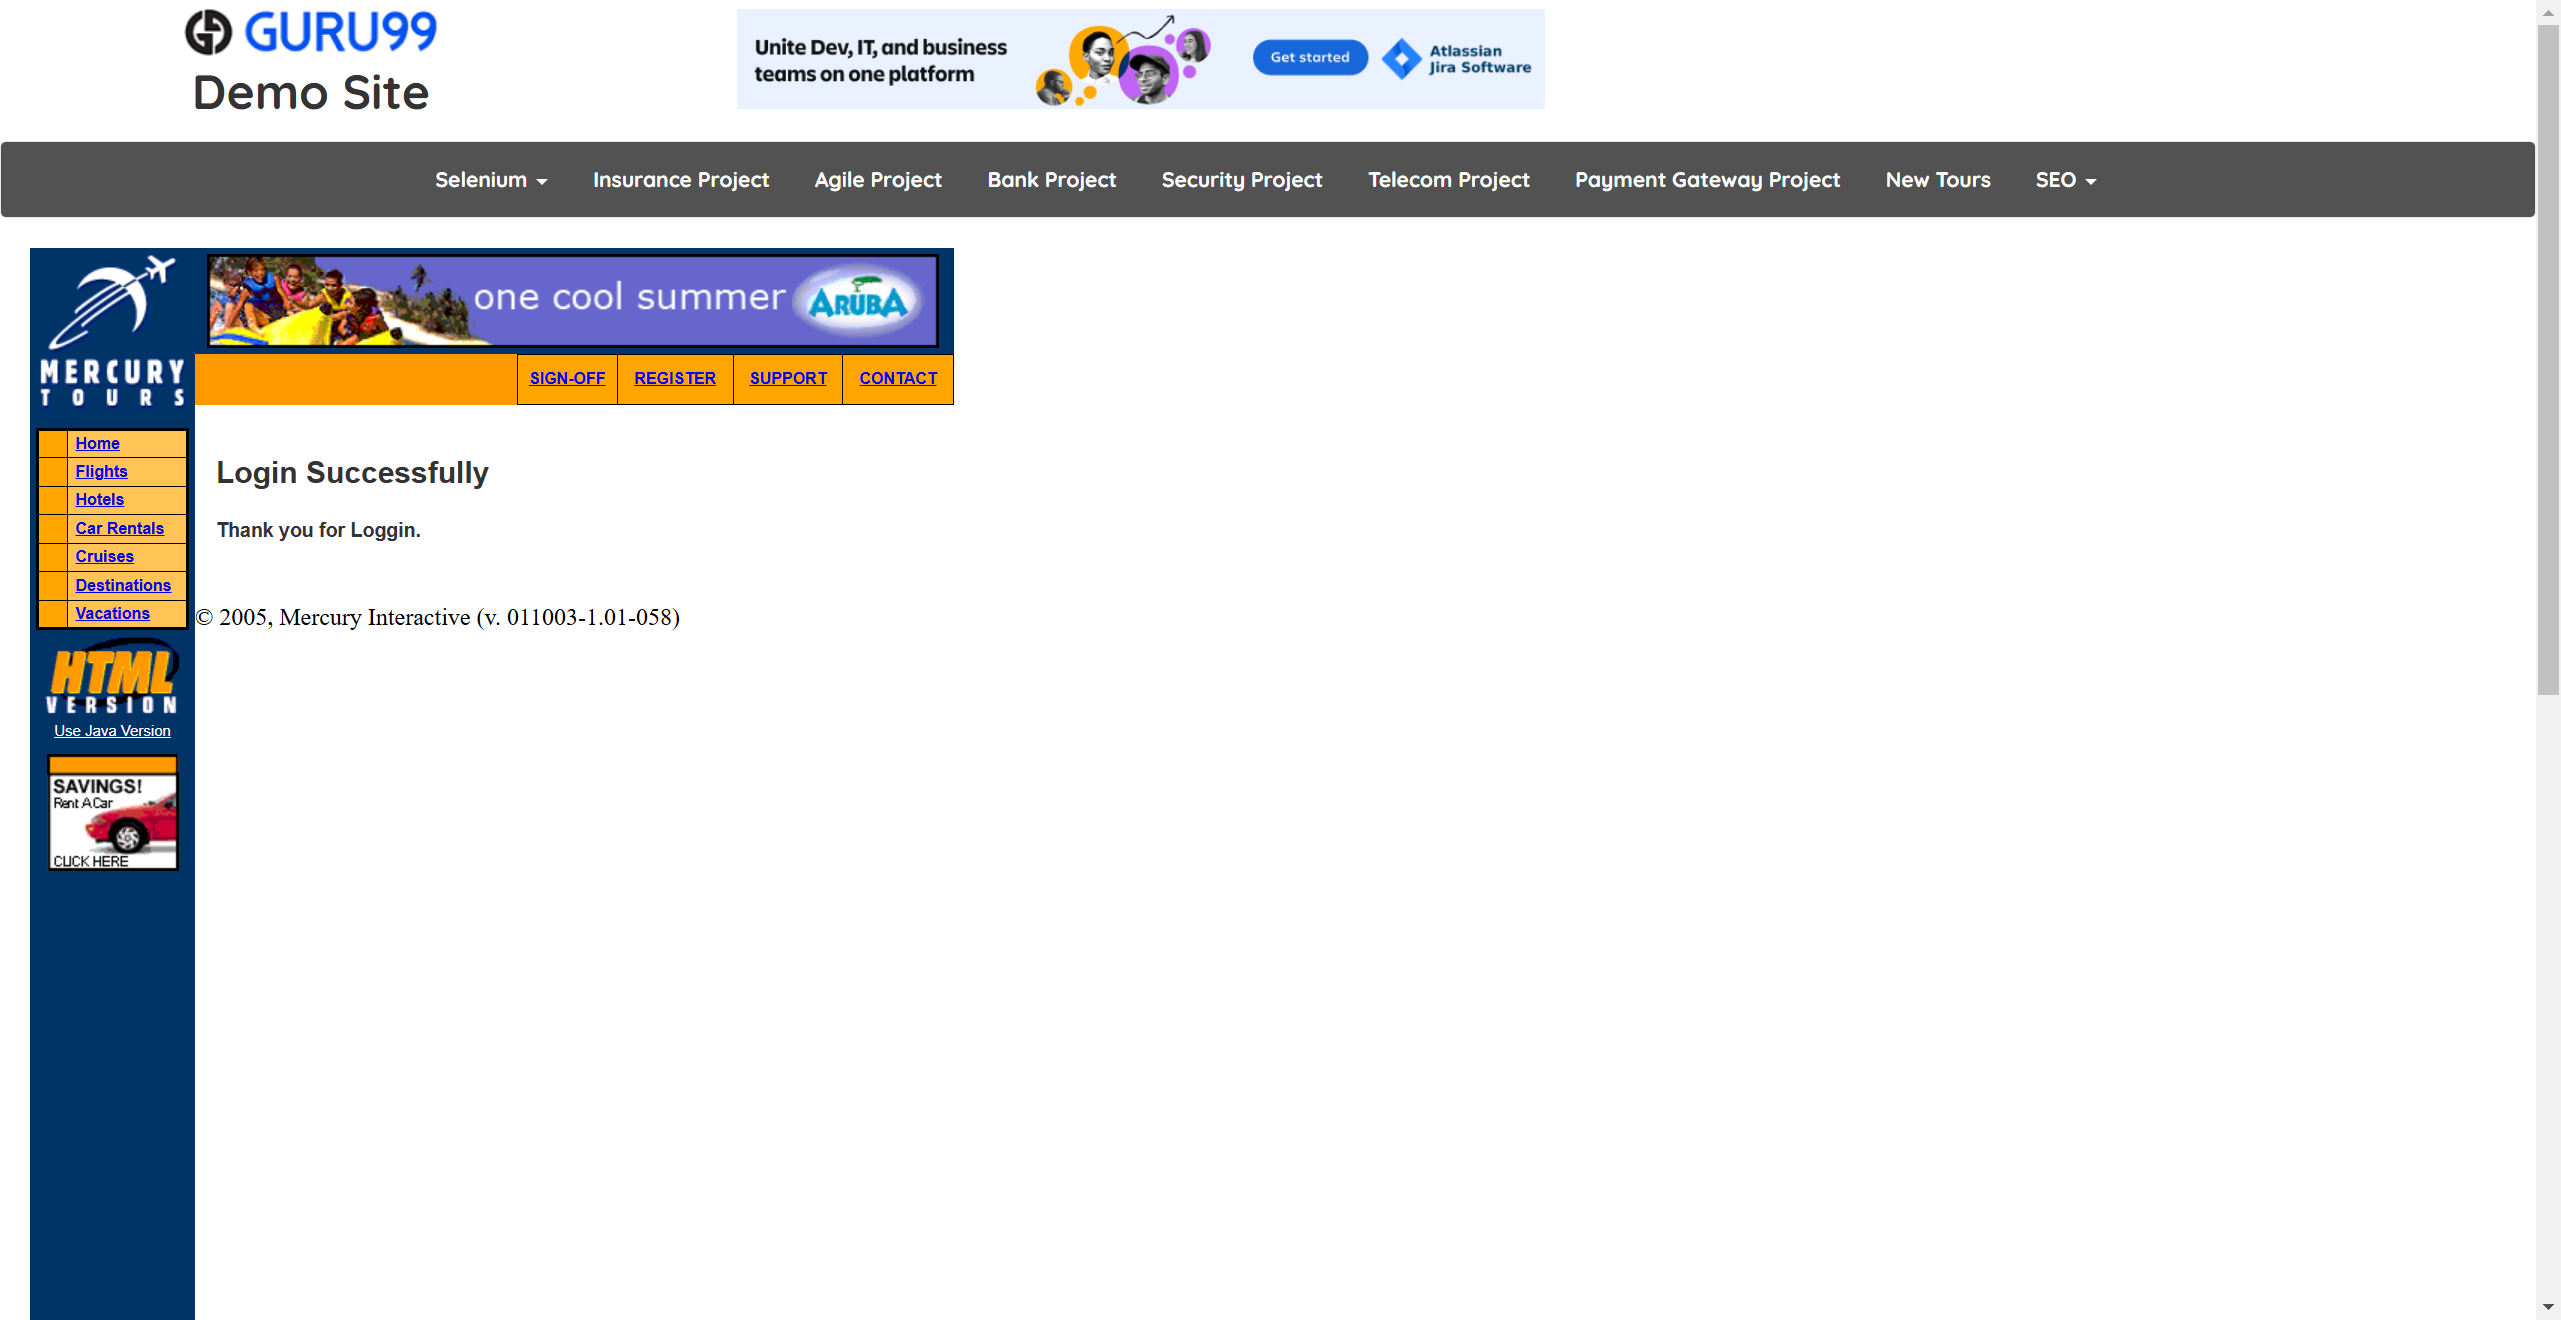 GURU99
Demo Site
Unite Dev, IT, and business
teams on one platform
Get started
Atlassian
Jira Software
Selenium
Insurance Project
Agile Project
Bank Project
Security Project
Telecom Project
Payment Gateway Project
New Tours
SEO
MERCURY
TOURS
one cool summer
ARUBA
SIGN-OFF
REGISTER
SUPPORT
CONTACT
Home
Flights
Hotels
Car Rentals
Cruises
Destinations
Vacations
Login Successfully
Thank you for Loggin.
© 2005, Mercury Interactive (v. 011003-1.01-058)
HTML
VERSION
Use Java Version
SAVINGS!
Rent A Car
CLICK HERE